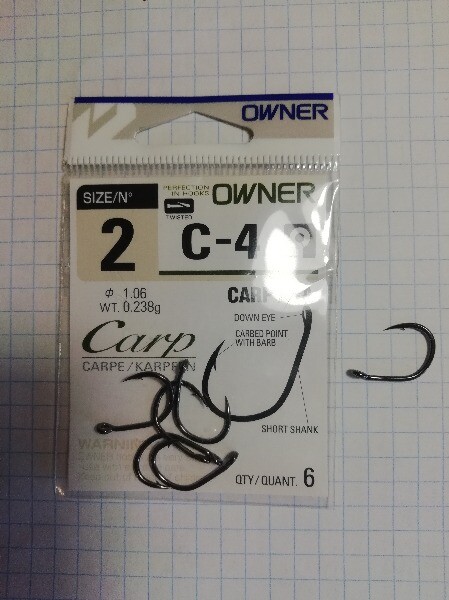 OWNER
SIZE/N°
2
PERFECTION
IN HOOKS
OWNER
TWISTED
C-4
Φ 1.06
WT. 0.238g
CARP
DOWN EYE
CARBED POINT
WITH BARB
Carp
CARPE/KARPFEN
SHORT SHANK
WARNING
QTY/QUANT. 6